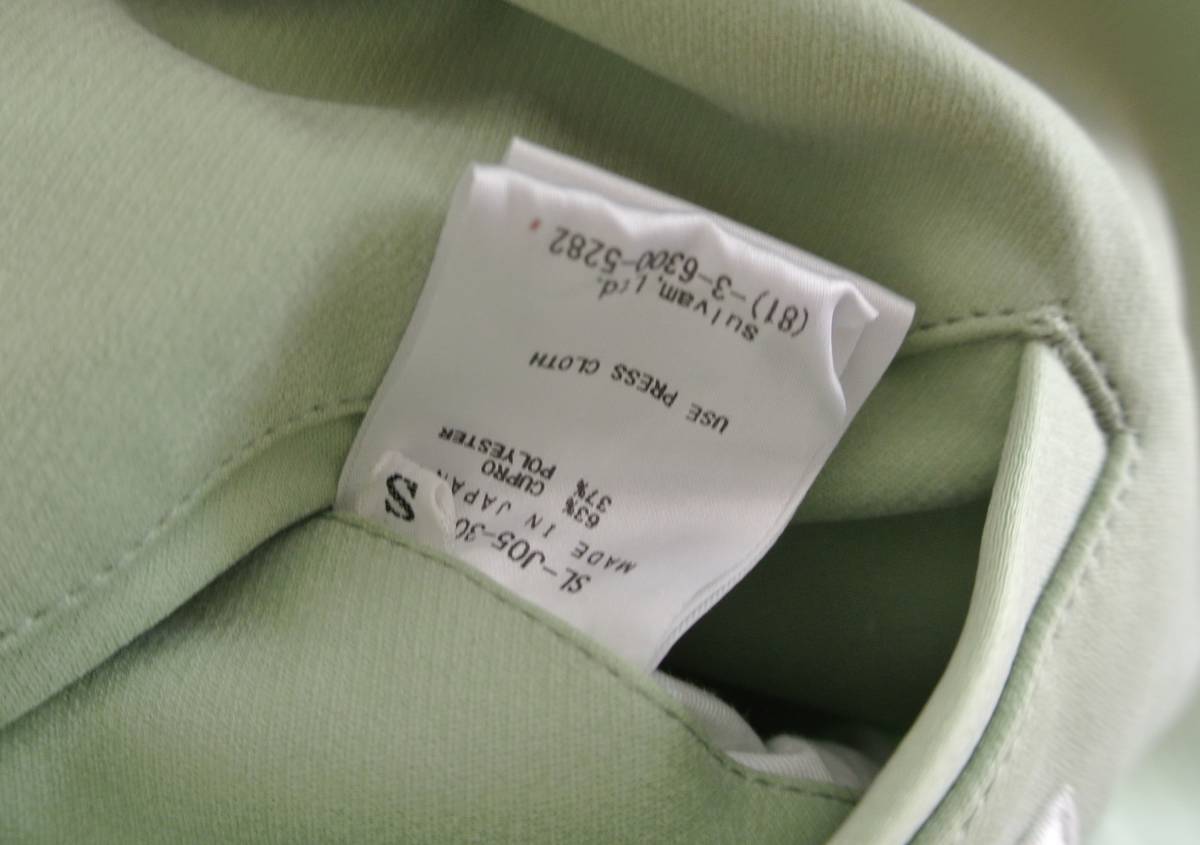 SL-J05-30
MADE IN JAPAN
63% CUPRO
37% POLYESTER
USE PRESS CLOTH
sulvam, Ltd.
(81)-3-6300-5282
S